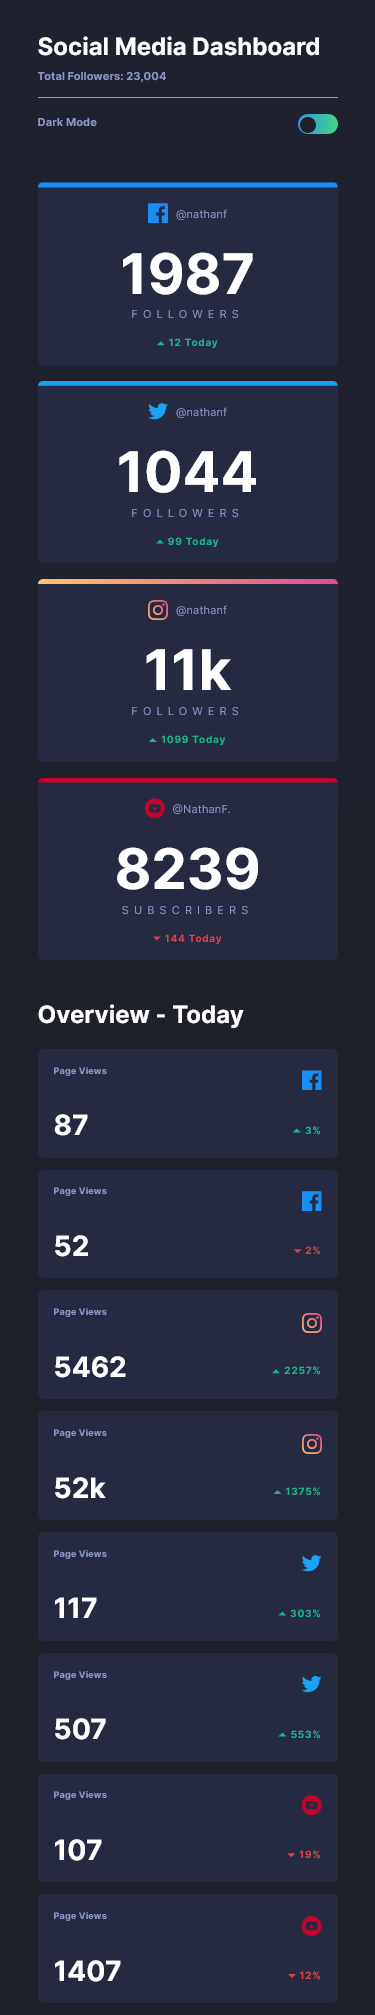 Social Media Dashboard
Total Followers: 23,004
Dark Mode
@nathanf
1987
FOLLOWERS
12 Today
@nathanf
1044
FOLLOWERS
99 Today
@nathanf
11k
FOLLOWERS
1099 Today
@NathanF.
8239
SUBSCRIBERS
144 Today
Overview - Today
Page Views
87
3%
Page Views
52
2%
Page Views
5462
2257%
Page Views
52k
1375%
Page Views
117
303%
Page Views
507
553%
Page Views
107
19%
Page Views
1407
12%